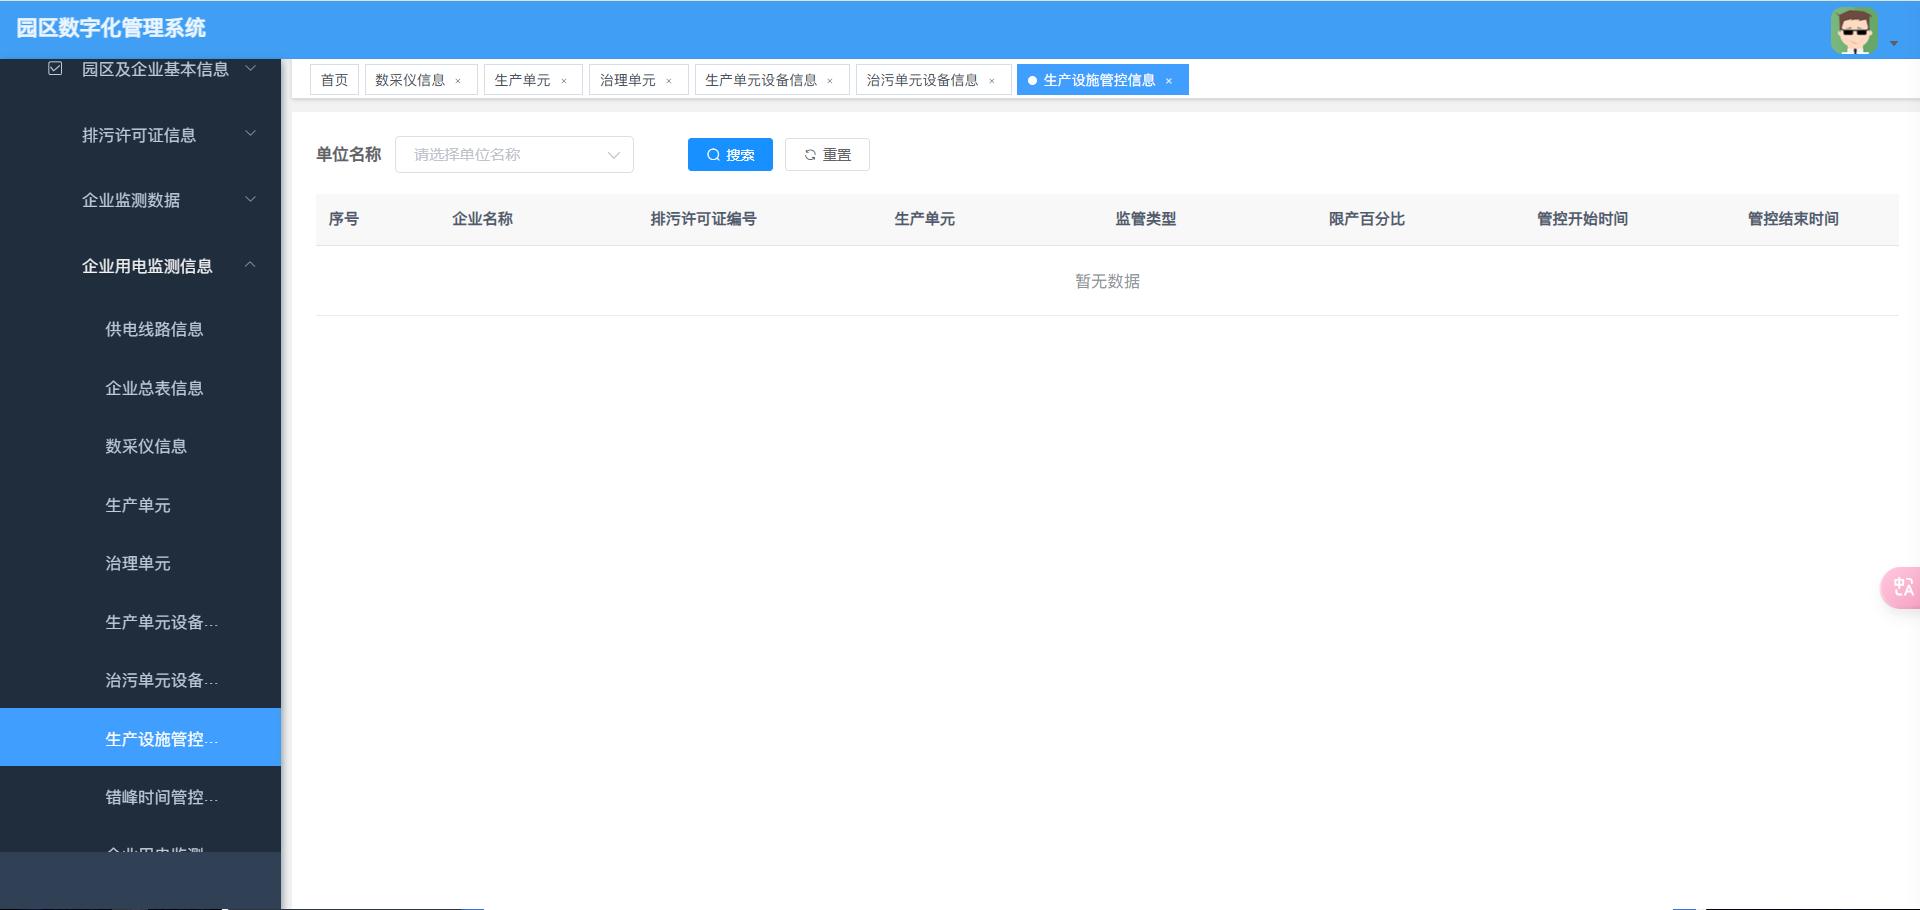 园区数字化管理系统
园区及企业基本信息
排污许可证信息
企业监测数据
企业用电监测信息
供电线路信息
企业总表信息
数采仪信息
生产单元
治理单元
生产单元设备...
治污单元设备...
生产设施管控...
错峰时间管控...
企业用电监测
首页 数采仪信息 × 生产单元 × 治理单元 × 生产单元设备信息 × 治污单元设备信息 × 生产设施管控信息 ×
单位名称 请选择单位名称 搜索 重置
序号 企业名称 排污许可证编号 生产单元 监管类型 限产百分比 管控开始时间 管控结束时间
暂无数据
中A